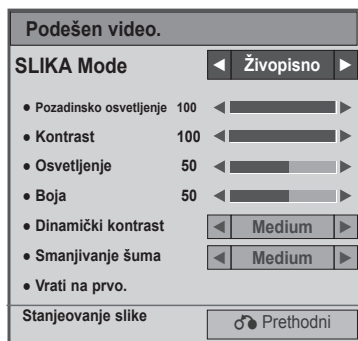 Podešen video.
SLIKA Mode ◄ Živopisno ►
• Pozadinsko osvetljenje 100
• Kontrast 100
• Osvetljenje 50
• Boja 50
• Dinamički kontrast ◄ Medium ►
• Smanjivanje šuma ◄ Medium ►
• Vrati na prvo.
Stanjeovanje slike Prethodni